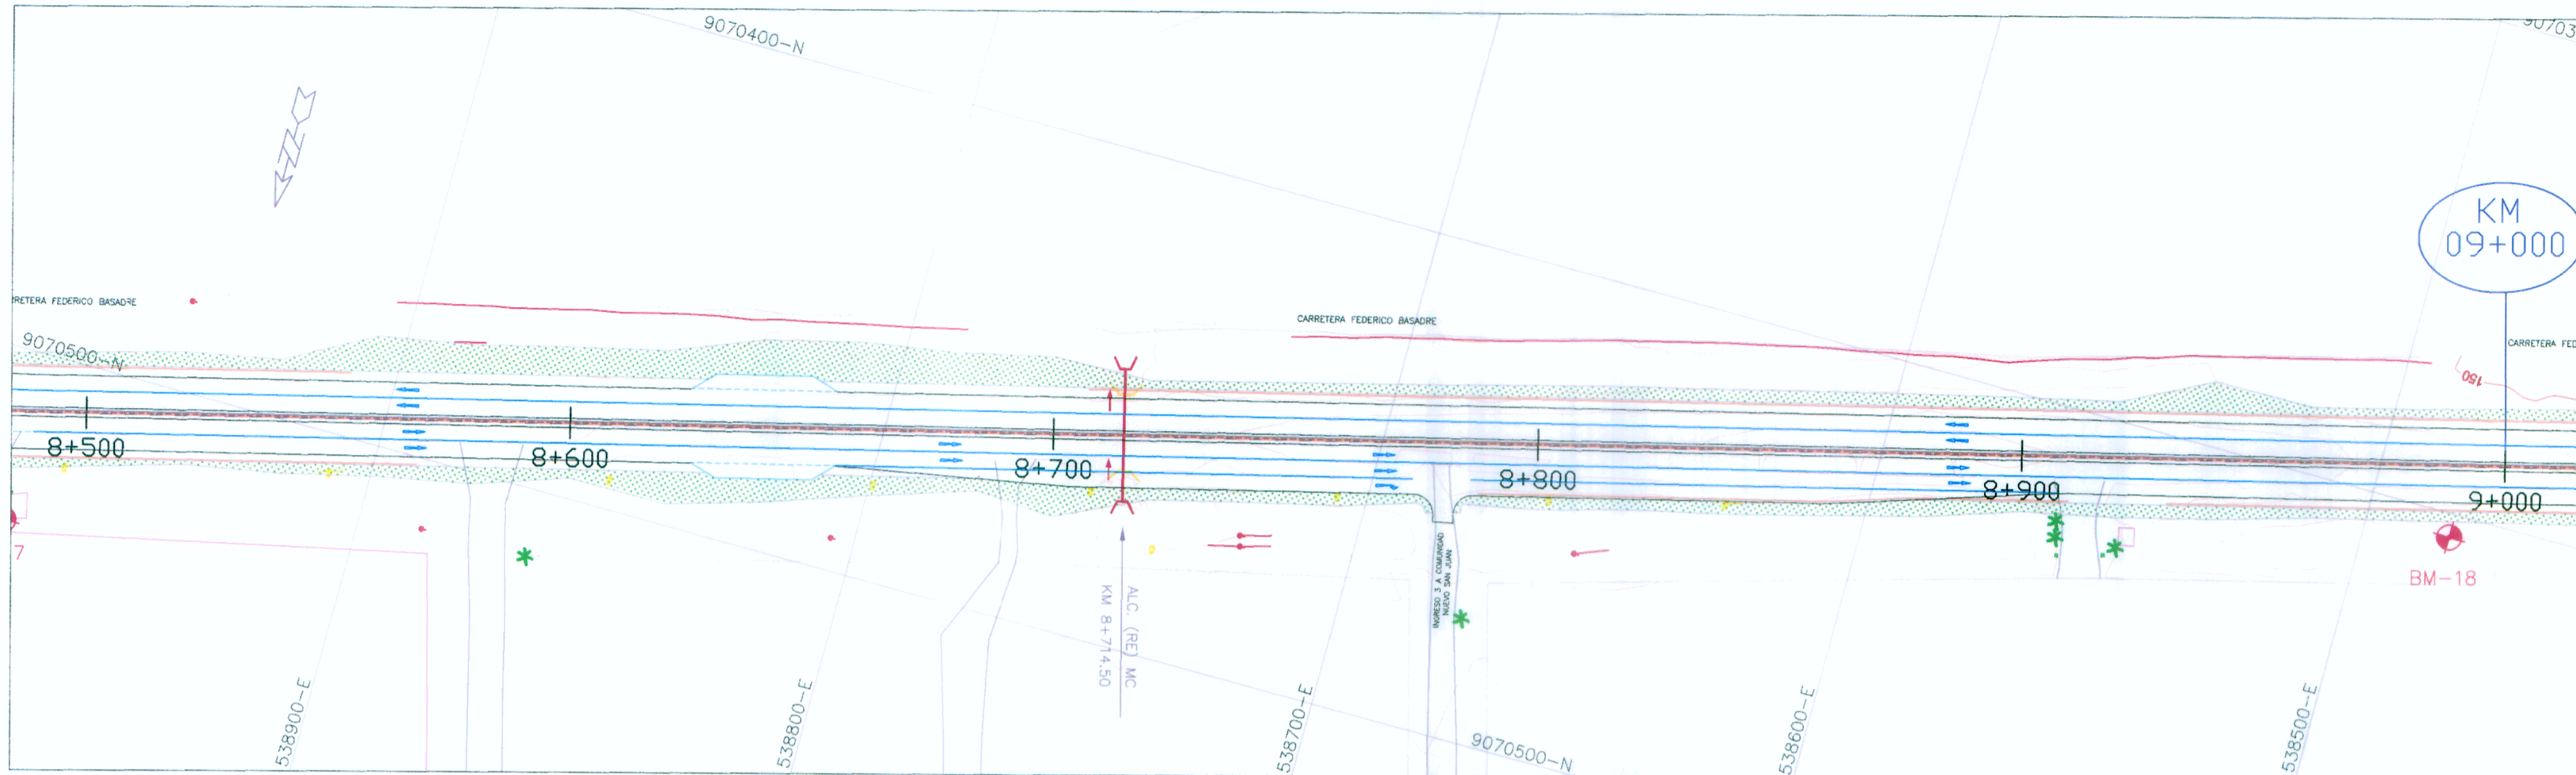 9070400-N
KM
09+000
RETERA FEDERICO BASADRE
CARRETERA FEDERICO BASADRE
CARRETERA FED
9070500-N
150
8+500
8+600
8+700
8+800
8+900
9+000
7
BM-18
INGRESO 3 A COMUNIDAD
NUEVO SAN JUAN
ALC. (RE) MC
KM 8+714.50
538900-E
538800-E
538700-E
538600-E
538500-E
9070500-N